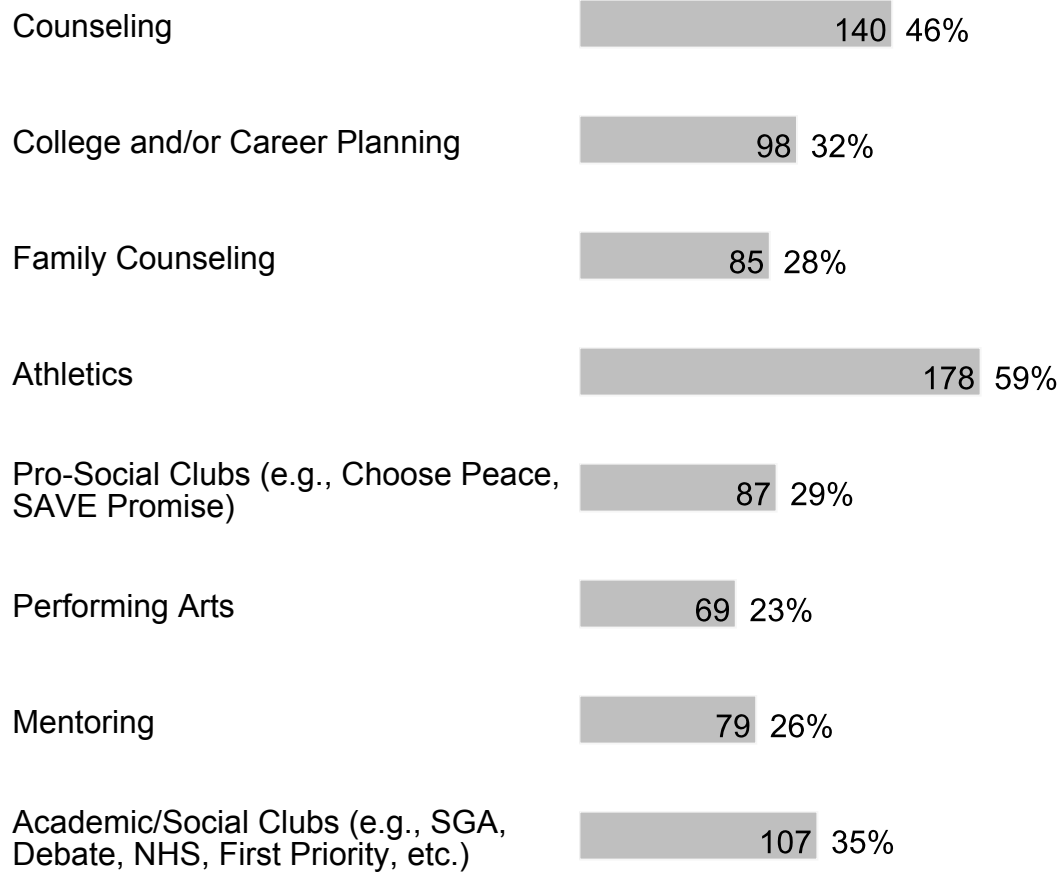 Counseling 140 46%
College and/or Career Planning 98 32%
Family Counseling 85 28%
Athletics 178 59%
Pro-Social Clubs (e.g., Choose Peace,
SAVE Promise) 87 29%
Performing Arts 69 23%
Mentoring 79 26%
Academic/Social Clubs (e.g., SGA,
Debate, NHS, First Priority, etc.) 107 35%